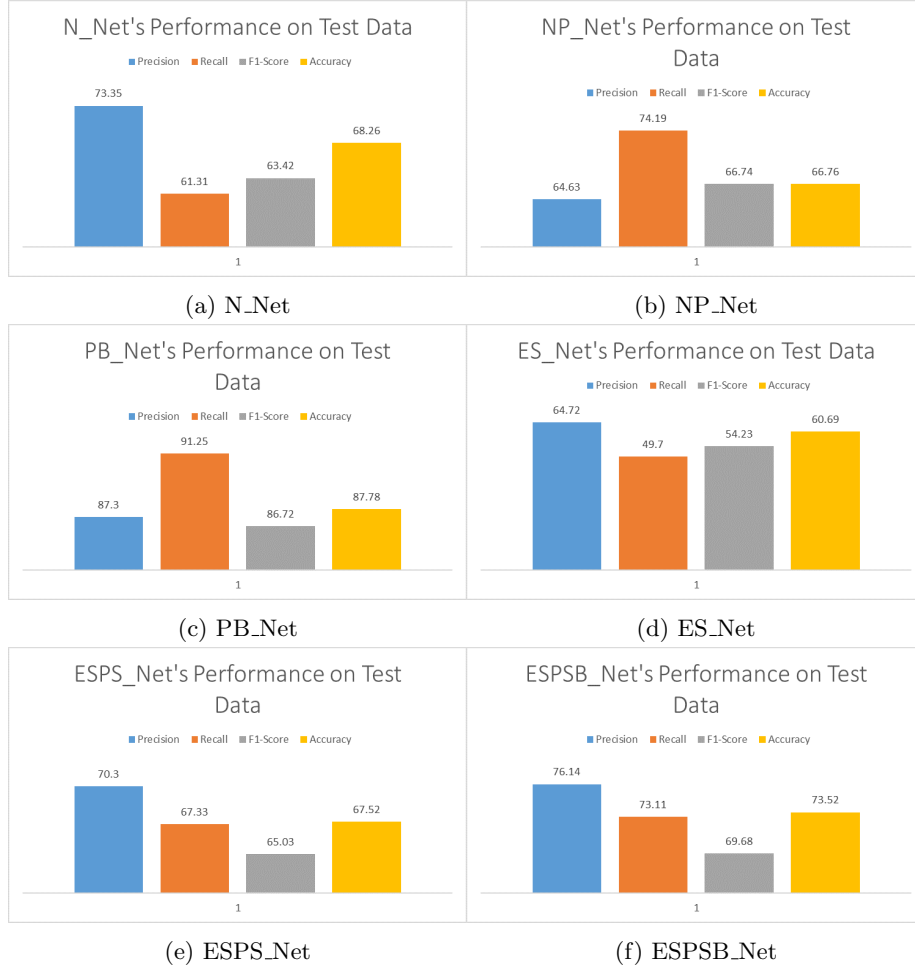 N_Net's Performance on Test Data
Precision Recall F1-Score Accuracy
73.35
61.31
63.42
68.26
1
(a) N_Net
NP_Net's Performance on Test
Data
Precision Recall F1-Score Accuracy
64.63
74.19
66.74
66.76
1
(b) NP_Net
PB_Net's Performance on Test
Data
Precision Recall F1-Score Accuracy
87.3
91.25
86.72
87.78
1
(c) PB_Net
ES_Net's Performance on Test Data
Precision Recall F1-Score Accuracy
64.72
49.7
54.23
60.69
1
(d) ES_Net
ESPS_Net's Performance on Test
Data
Precision Recall F1-Score Accuracy
70.3
67.33
65.03
67.52
1
(e) ESPS_Net
ESPSB_Net's Performance on Test
Data
Precision Recall F1-Score Accuracy
76.14
73.11
69.68
73.52
1
(f) ESPSB_Net